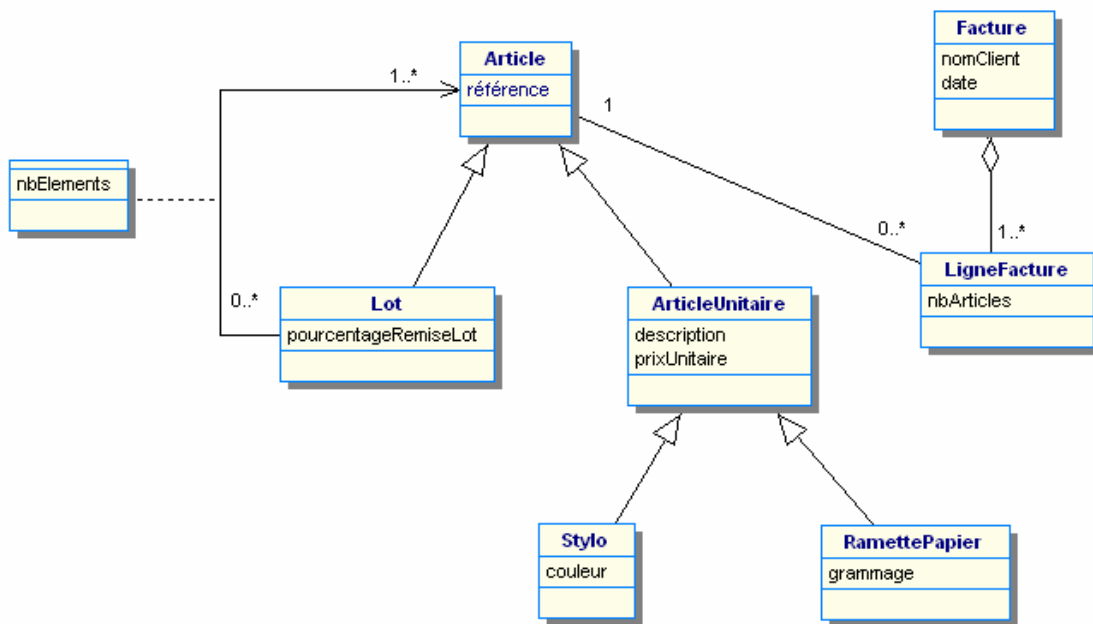 Facture
nomClient
date
Article
référence
1..*
1
nbElements
0..*
1..*
LigneFacture
nbArticles
0..*
Lot
pourcentageRemiseLot
ArticleUnitaire
description
prixUnitaire
Stylo
couleur
RamettePapier
grammage